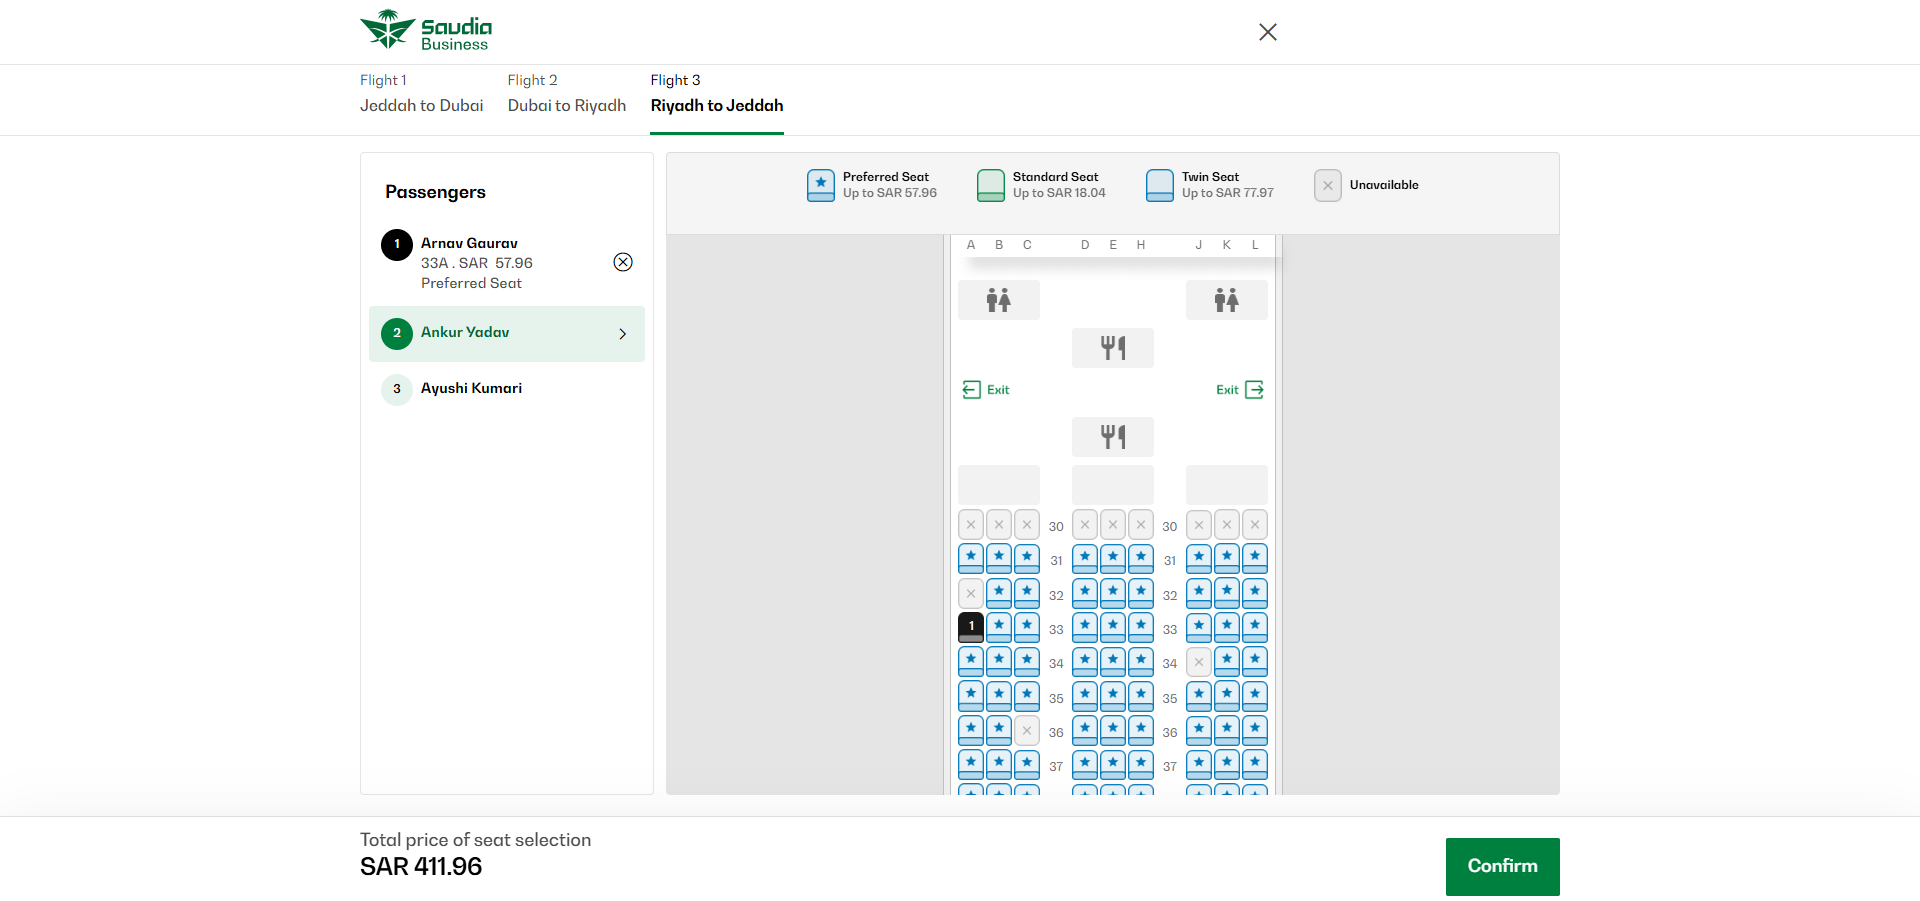 Saudia
Business
Flight 1
Jeddah to Dubai
Flight 2
Dubai to Riyadh
Flight 3
Riyadh to Jeddah
Passengers
1
Arnav Gaurav
33A . SAR 57.96
Preferred Seat
2
Ankur Yadav
3
Ayushi Kumari
Preferred Seat
Up to SAR 57.96
Standard Seat
Up to SAR 18.04
Twin Seat
Up to SAR 77.97
Unavailable
A B C D E H J K L
Exit
Exit
30 30
31 31
32 32
1 33 33
34 34
35 35
36 36
37 37
Total price of seat selection
SAR 411.96
Confirm